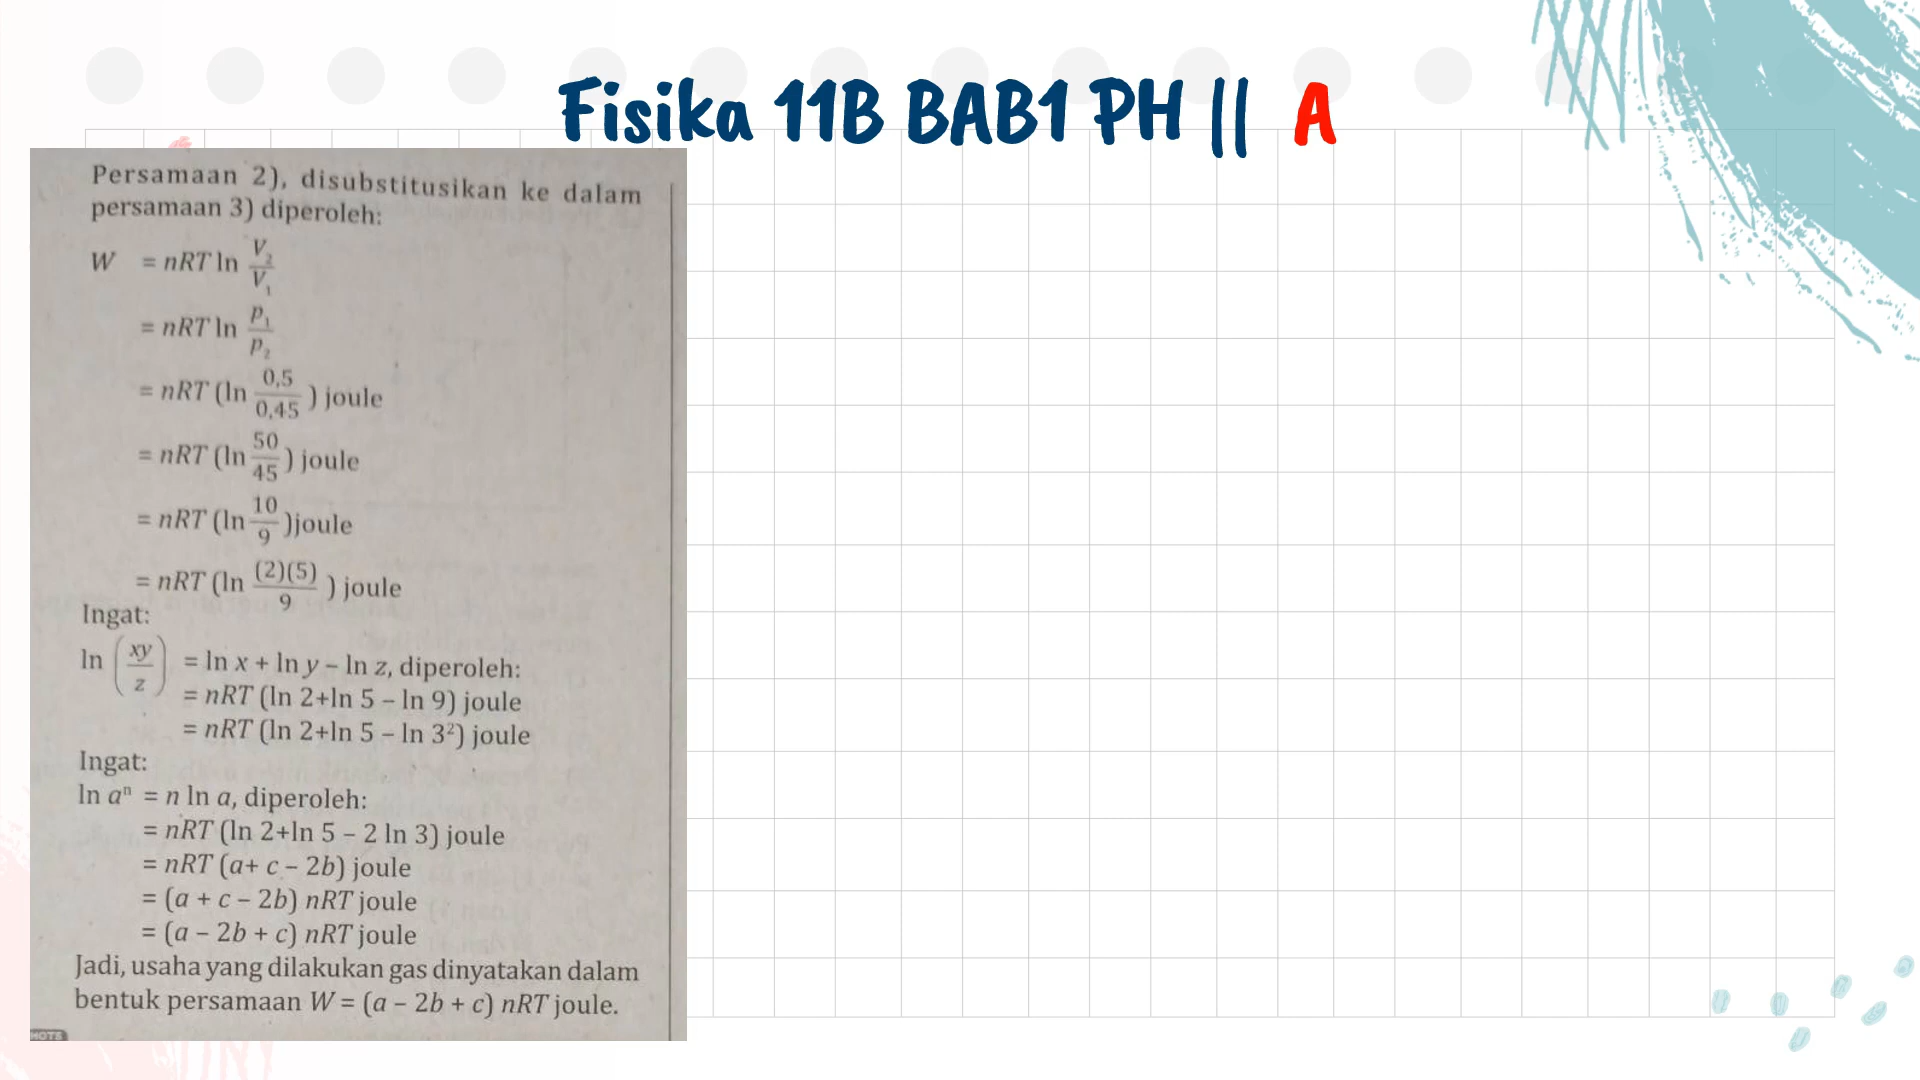 Fisika 11B BAB1 PH || A
Persamaan 2), disubstitusikan ke dalam
persamaan 3) diperoleh:
W = nRT ln V₂/V₁
= nRT ln P₁/P₂
= nRT (ln 0,5/0,45 ) joule
= nRT (ln 50/45 ) joule
= nRT (ln 10/9 )joule
= nRT (ln (2)(5)/9 ) joule
Ingat:
ln (xy/z) = ln x + ln y – ln z, diperoleh:
= nRT (ln 2+ln 5 – ln 9) joule
= nRT (ln 2+ln 5 – ln 3²) joule
Ingat:
ln aⁿ = n ln a, diperoleh:
= nRT (ln 2+ln 5 – 2 ln 3) joule
= nRT (a+ c – 2b) joule
= (a + c – 2b) nRT joule
= (a – 2b + c) nRT joule
Jadi, usaha yang dilakukan gas dinyatakan dalam
bentuk persamaan W = (a – 2b + c) nRT joule.
HOTS